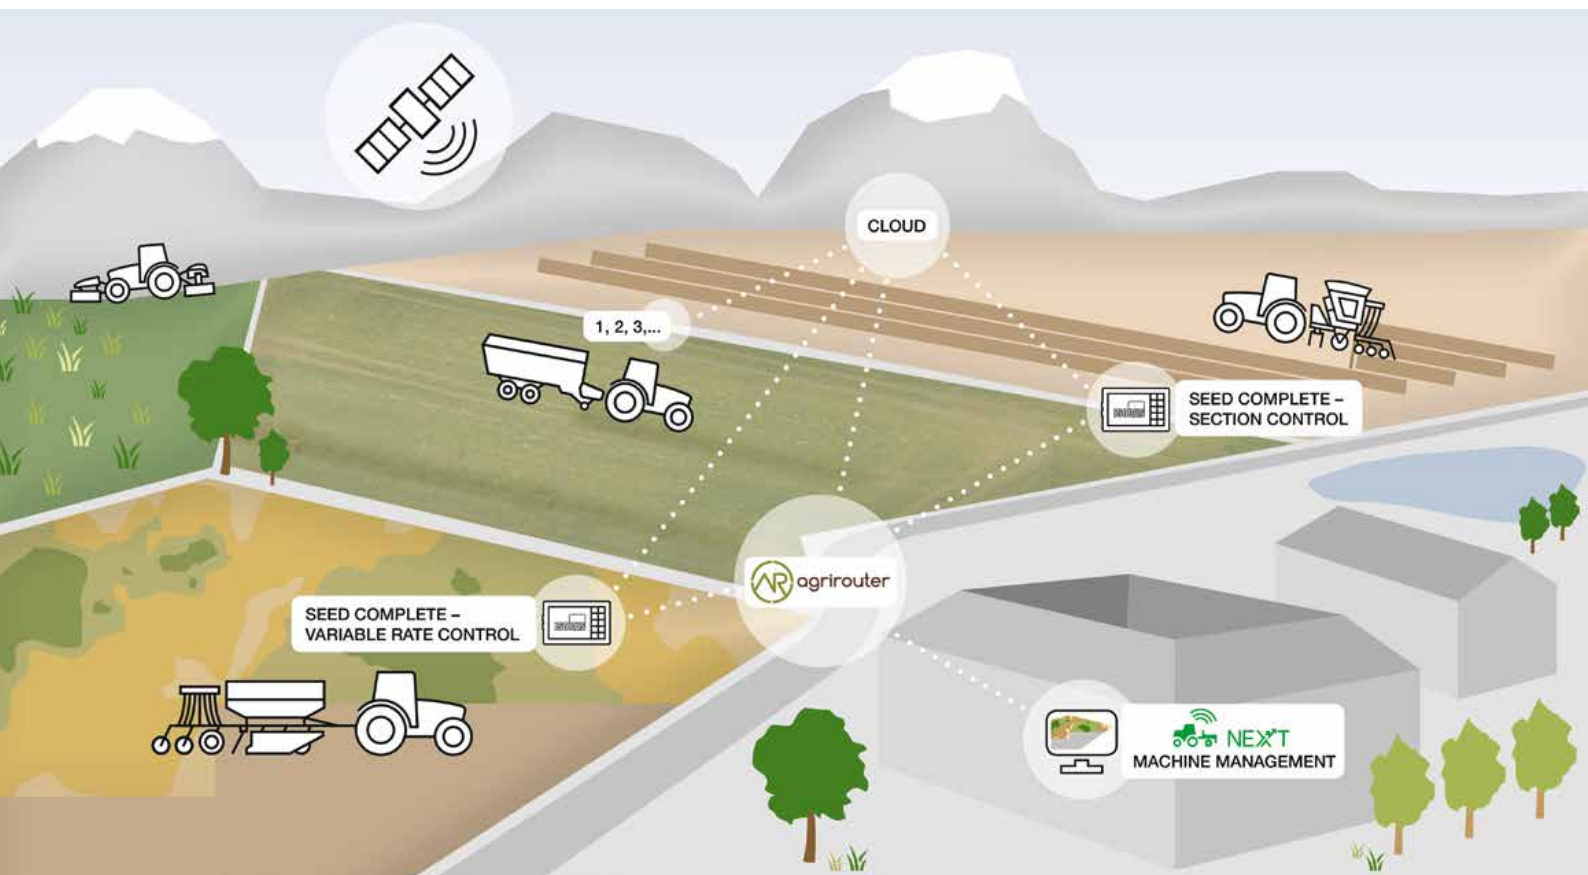 CLOUD
1, 2, 3,...
SEED COMPLETE –
SECTION CONTROL
agrirouter
SEED COMPLETE –
VARIABLE RATE CONTROL
NEXT
MACHINE MANAGEMENT